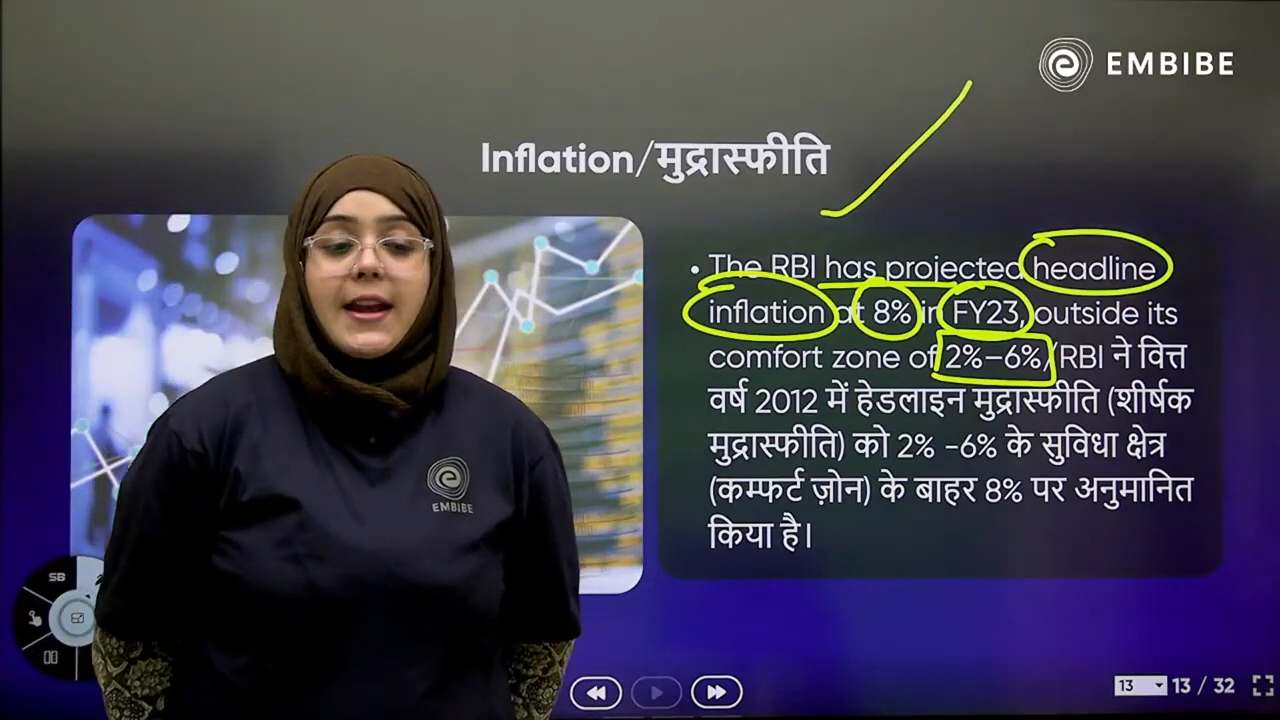 EMBIBE
Inflation/मुद्रास्फीति
• The RBI has projected headline
inflation at 8% in FY23, outside its
comfort zone of 2%–6%/RBI ने वित्त
वर्ष 2012 में हेडलाइन मुद्रास्फीति (शीर्षक
मुद्रास्फीति) को 2% -6% के सुविधा क्षेत्र
(कम्फर्ट ज़ोन) के बाहर 8% पर अनुमानित
किया है।
EMBIBE
SB
13 13 / 32